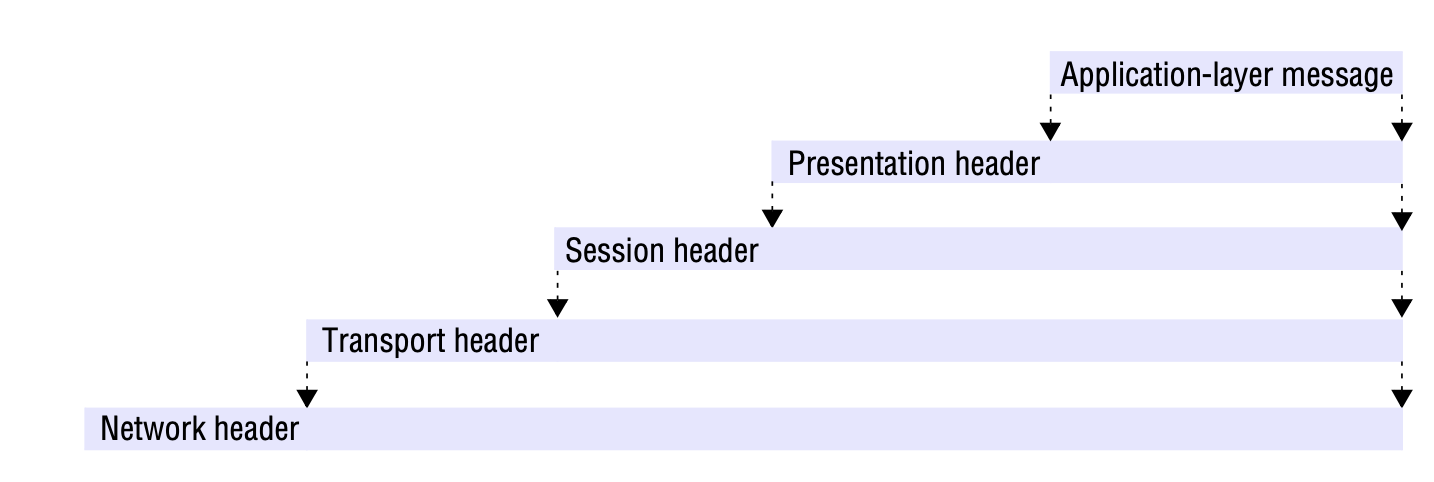 Application-layer message
Presentation header
Session header
Transport header
Network header